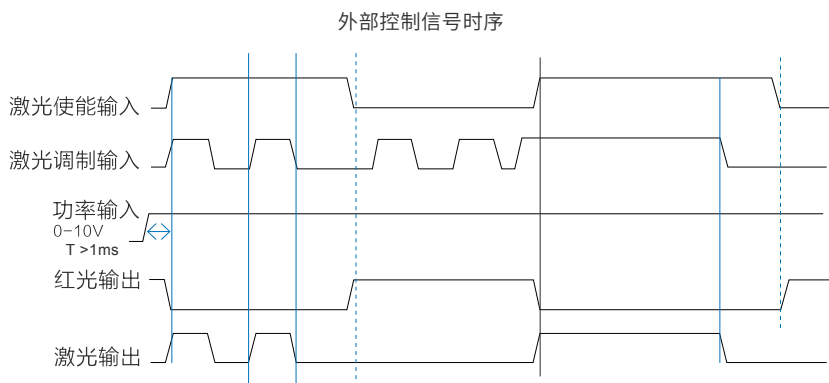 外部控制信号时序
激光使能输入
激光调制输入
功率输入
0-10V
T >1ms
红光输出
激光输出